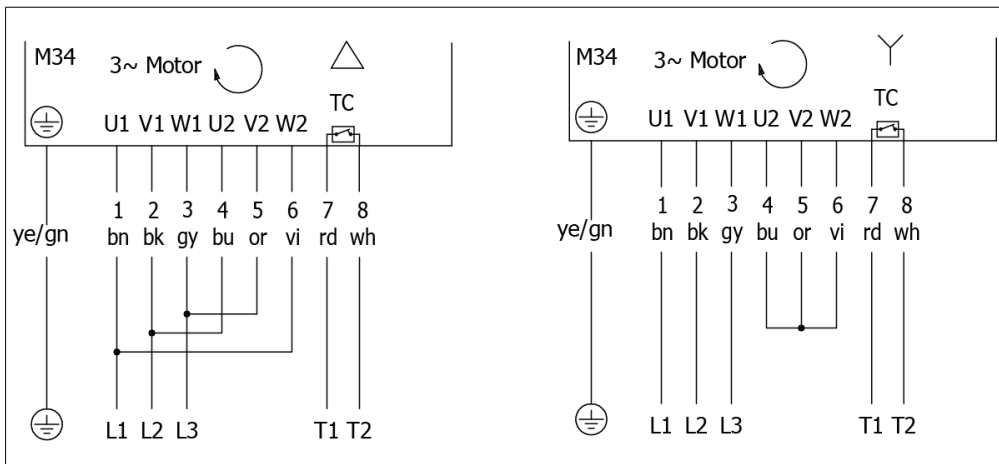 M34 3~ Motor
TC
U1 V1 W1 U2 V2 W2
1 2 3 4 5 6 7 8
ye/gn bn bk gy bu or vi rd wh
L1 L2 L3 T1 T2
M34 3~ Motor
TC
U1 V1 W1 U2 V2 W2
1 2 3 4 5 6 7 8
ye/gn bn bk gy bu or vi rd wh
L1 L2 L3 T1 T2